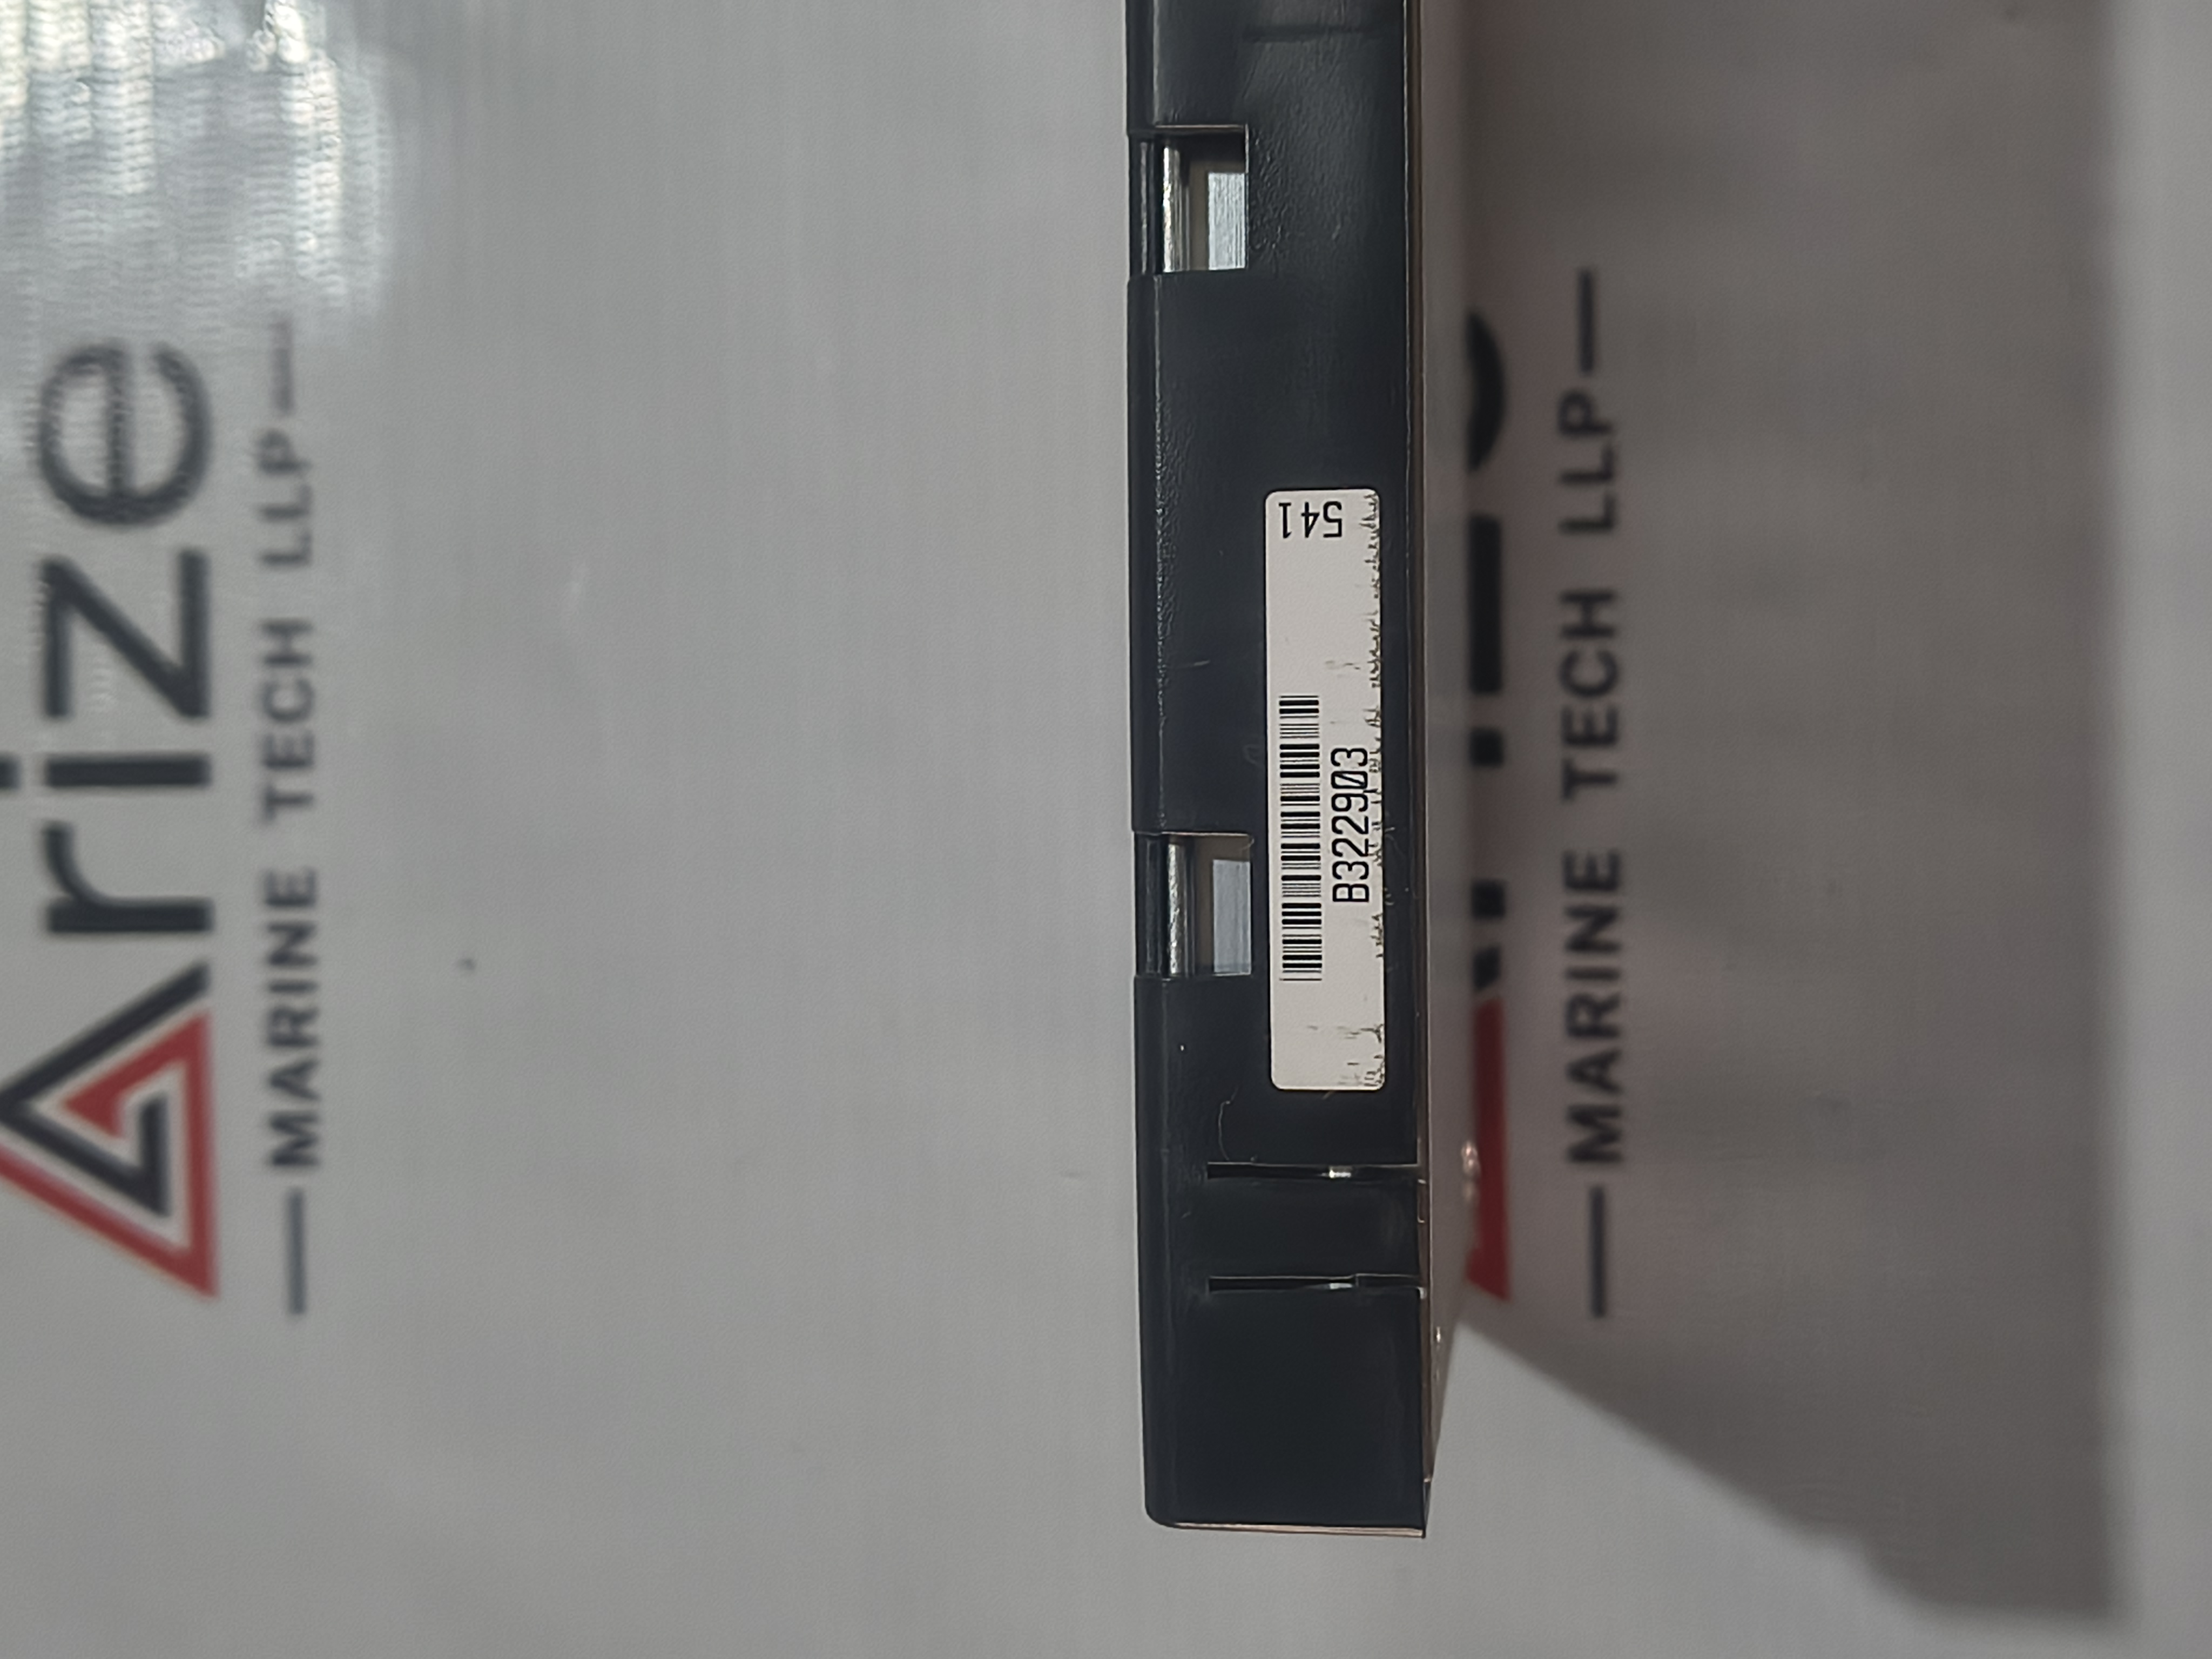 Arize
—MARINE TECH LLP—
541
B322903
—MARINE TECH LLP—